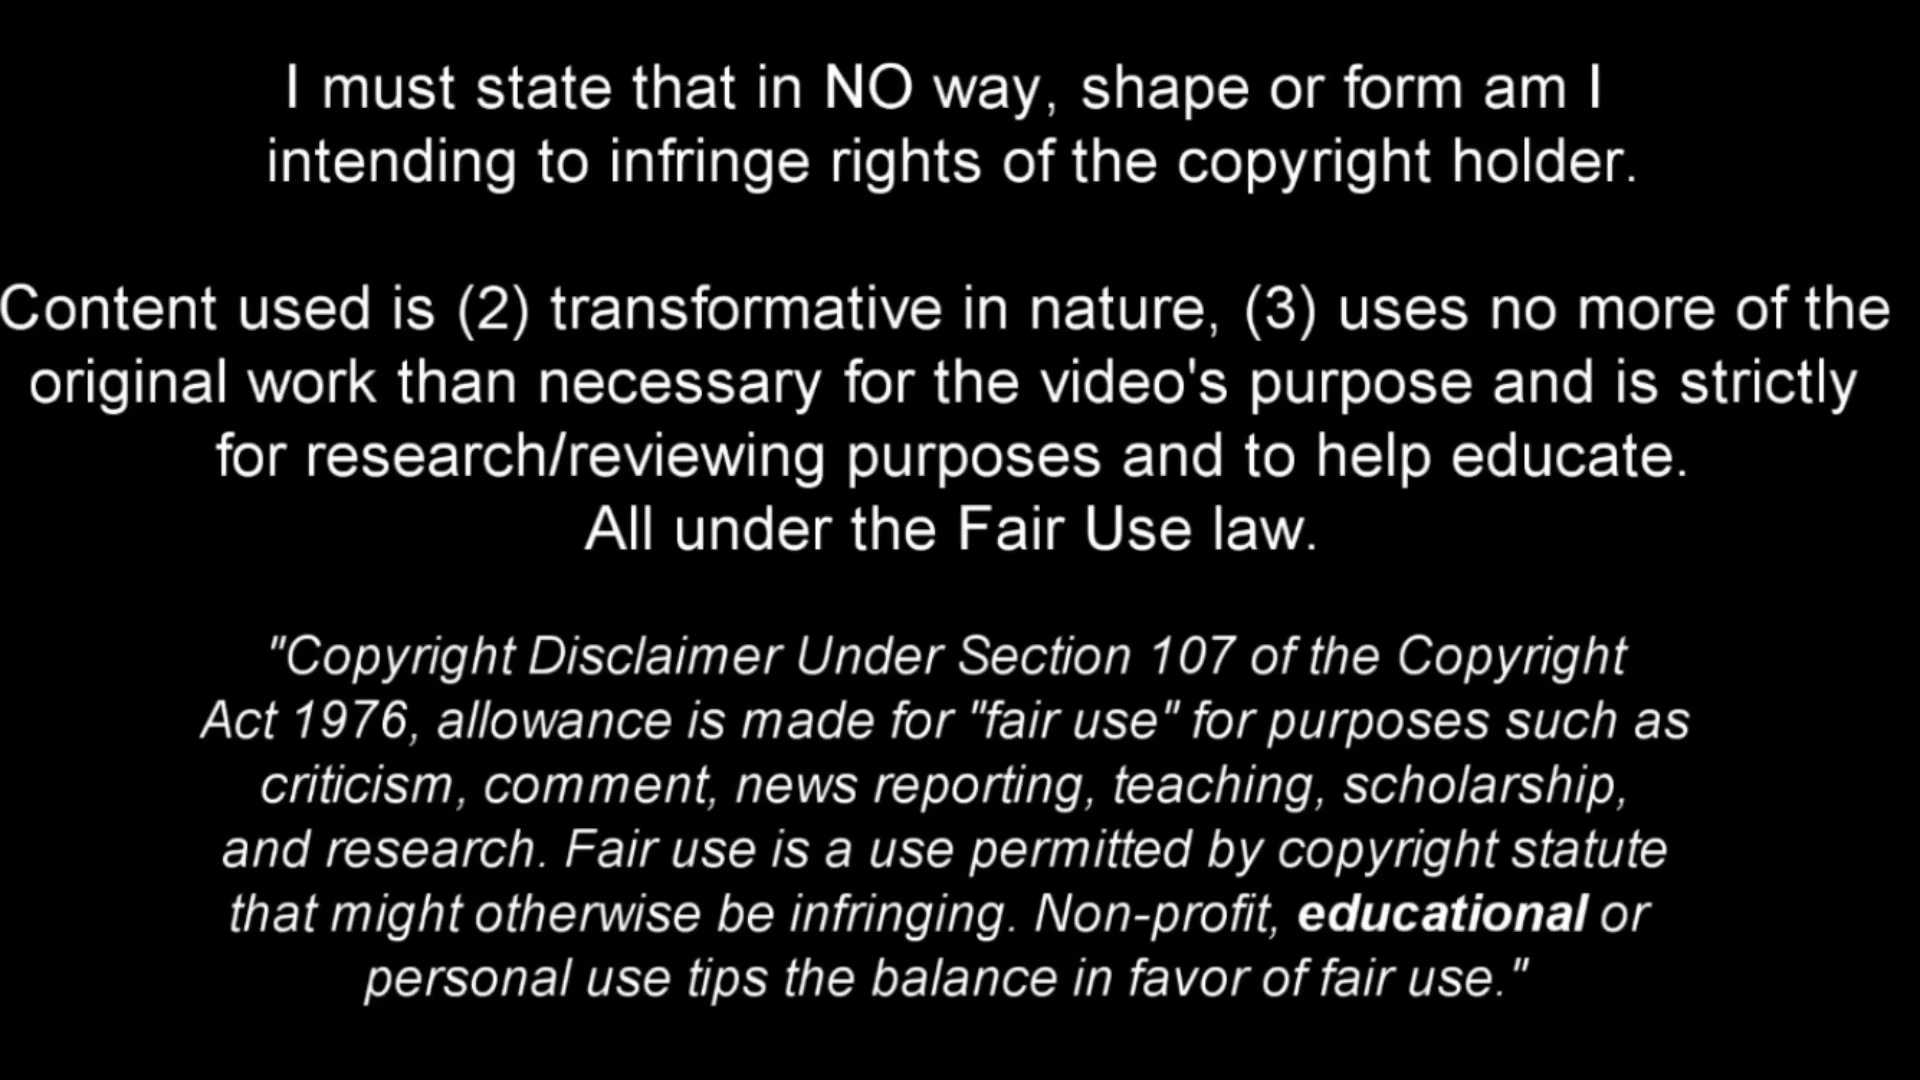 I must state that in NO way, shape or form am I
intending to infringe rights of the copyright holder.
Content used is (2) transformative in nature, (3) uses no more of the
original work than necessary for the video's purpose and is strictly
for research/reviewing purposes and to help educate.
All under the Fair Use law.
"Copyright Disclaimer Under Section 107 of the Copyright
Act 1976, allowance is made for "fair use" for purposes such as
criticism, comment, news reporting, teaching, scholarship,
and research. Fair use is a use permitted by copyright statute
that might otherwise be infringing. Non-profit, educational or
personal use tips the balance in favor of fair use."